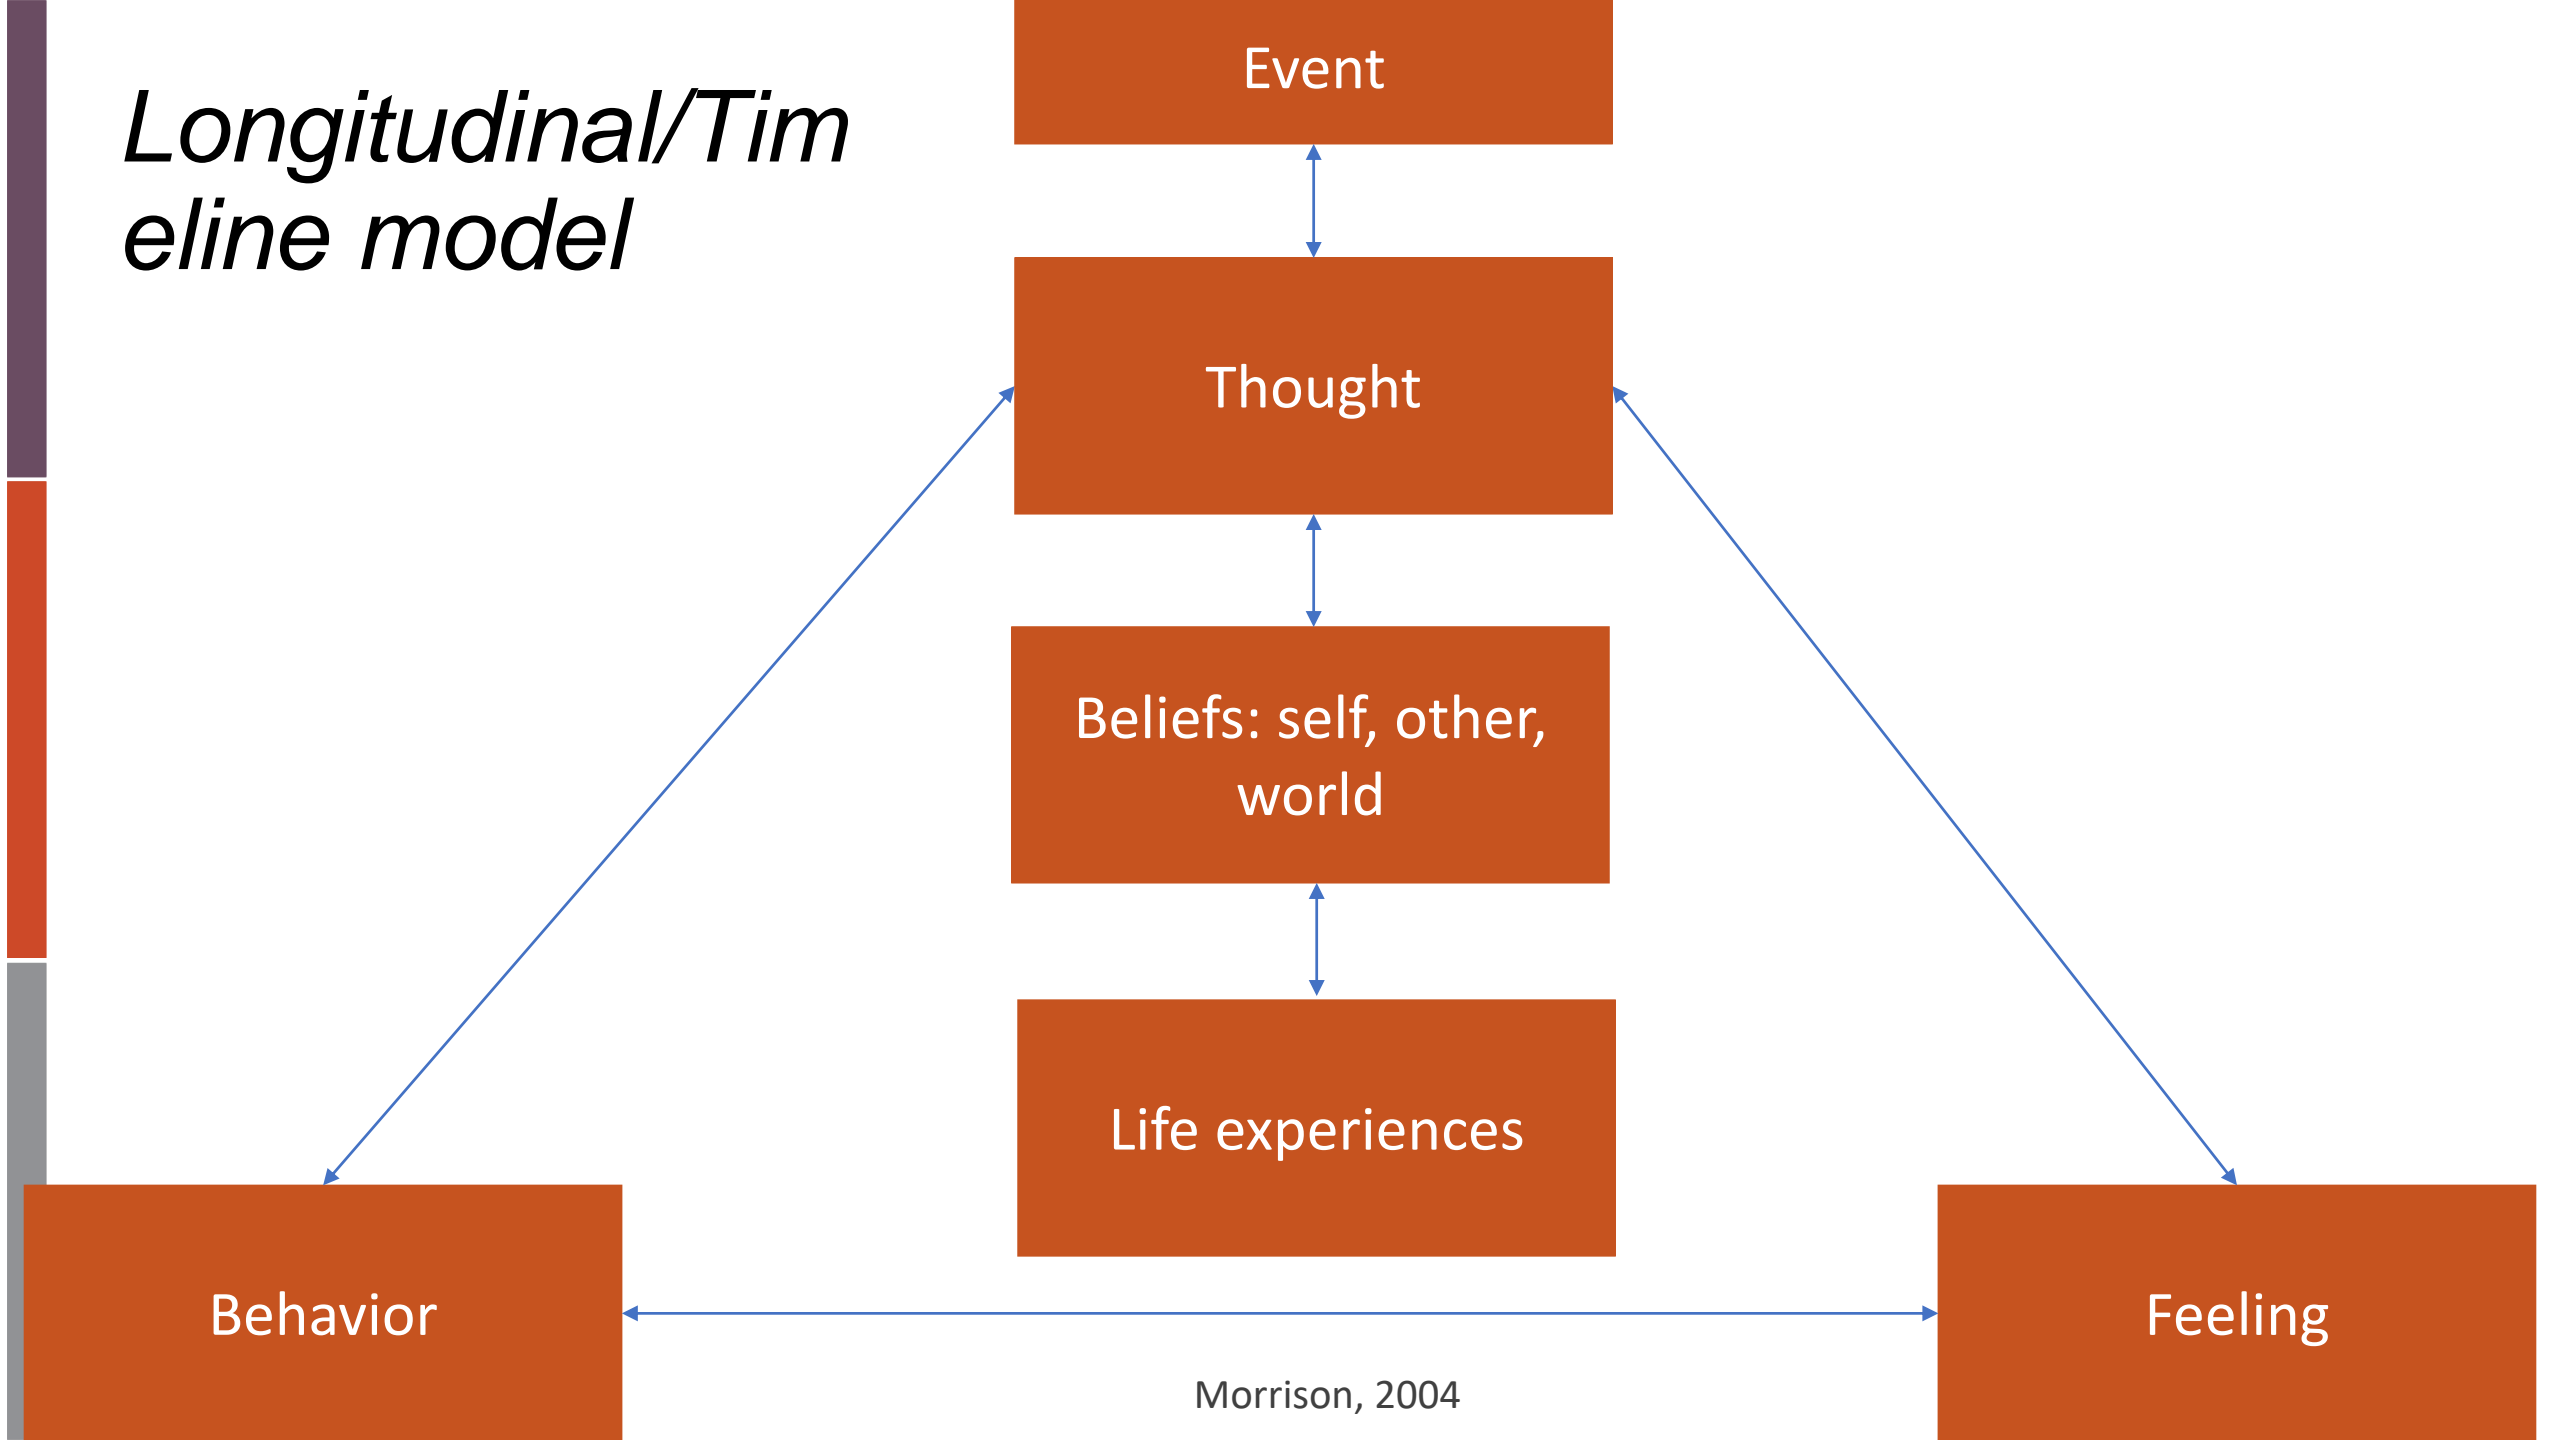 Longitudinal/Tim
eline model
Event
Thought
Beliefs: self, other,
world
Life experiences
Behavior
Feeling
Morrison, 2004